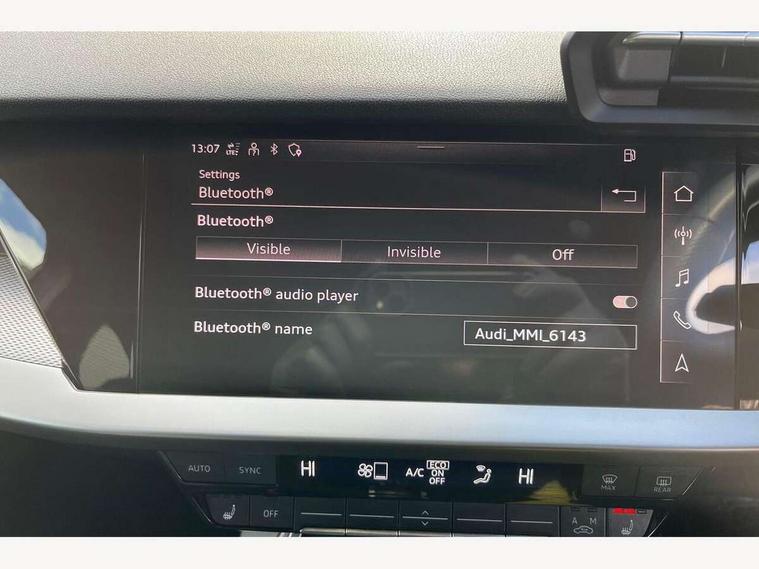 13:07 LTE
Settings
Bluetooth®
Bluetooth®
Visible Invisible Off
Bluetooth® audio player
Bluetooth® name Audi_MMI_6143
AUTO SYNC HI A/C ECO ON OFF HI MAX REAR
OFF A M